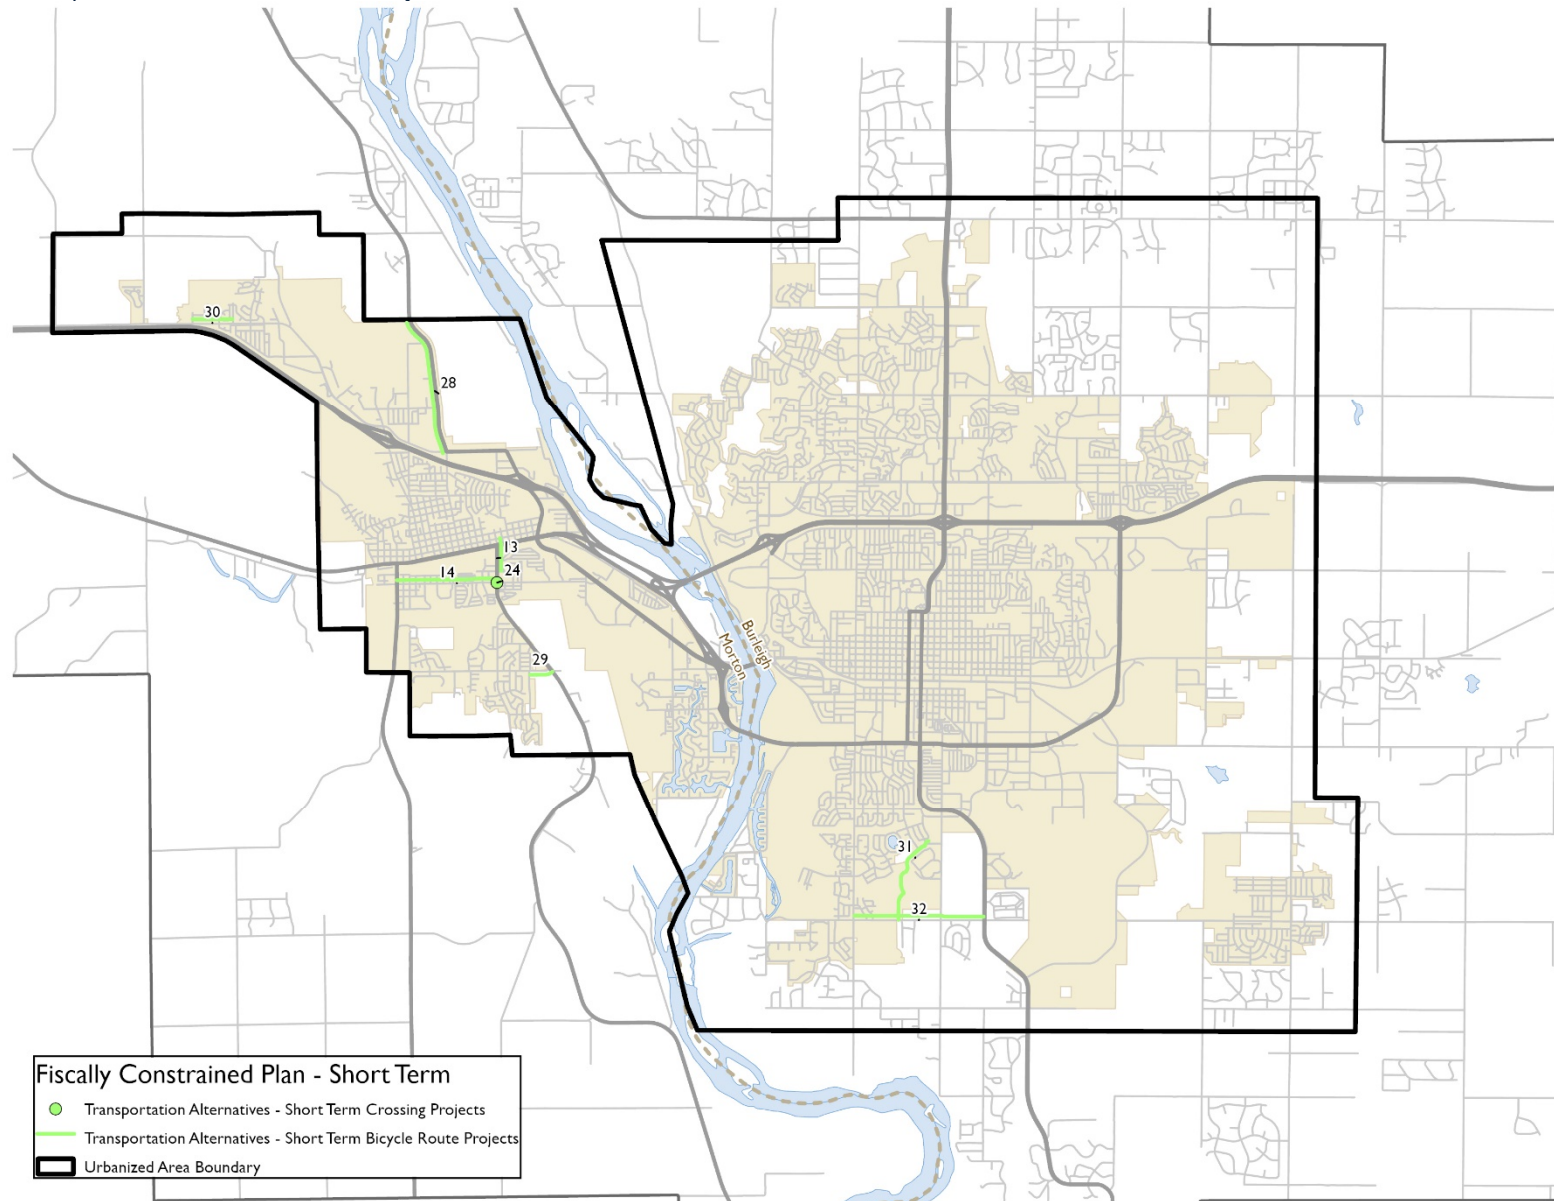 30
28
13
24
14
29
Burleigh
Morton
31
32
Fiscally Constrained Plan - Short Term
Transportation Alternatives - Short Term Crossing Projects
Transportation Alternatives - Short Term Bicycle Route Projects
Urbanized Area Boundary